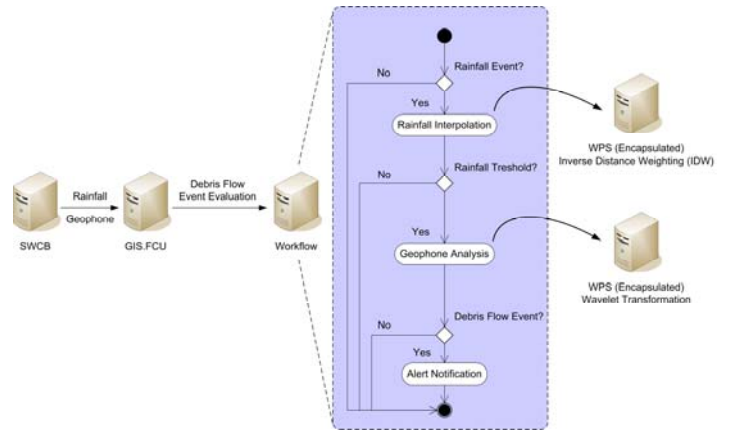 SWCB
Rainfall
Geophone
GIS.FCU
Debris Flow
Event Evaluation
Workflow
Rainfall Event?
No
Yes
Rainfall Interpolation
Rainfall Treshold?
No
Yes
Geophone Analysis
Debris Flow Event?
No
Yes
Alert Notification
WPS (Encapsulated)
Inverse Distance Weighting (IDW)
WPS (Encapsulated)
Wavelet Transformation